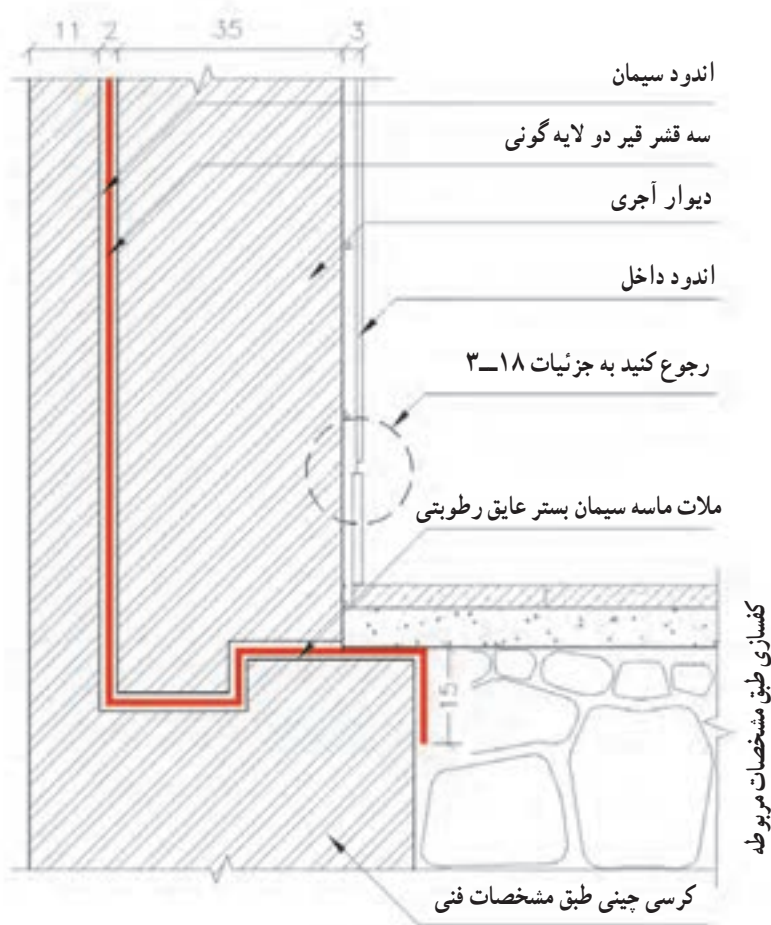 11 2 35 3
اندود سیمان
سه قشر قیر دو لایه گونی
دیوار آجری
اندود داخل
رجوع کنید به جزئیات ۱۸ــ۳
ملات ماسه سیمان بستر عایق رطوبتی
کفسازی طبق مشخصات مربوطه
15
کرسی چینی طبق مشخصات فنی